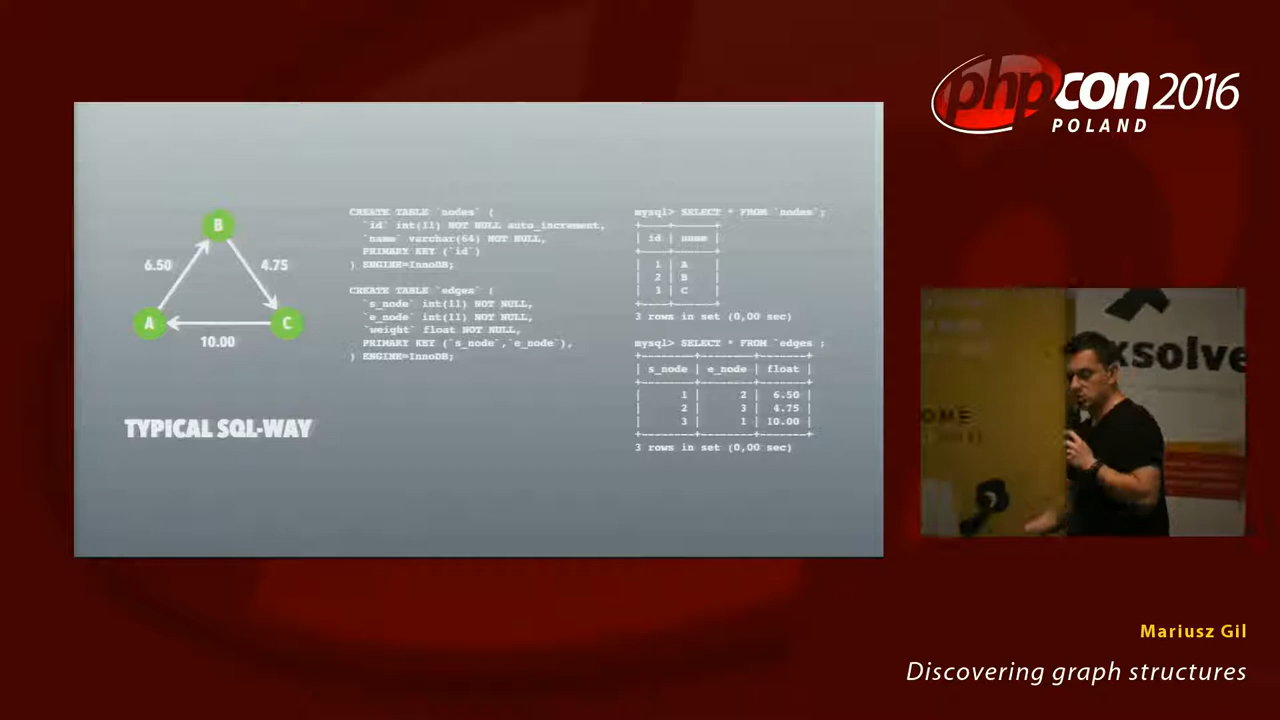 phpcon 2016
POLAND
B
6.50
4.75
A
C
10.00
TYPICAL SQL-WAY
CREATE TABLE `nodes` (
`id` int(11) NOT NULL auto_increment,
`name` varchar(64) NOT NULL,
PRIMARY KEY (`id`)
) ENGINE=InnoDB;
CREATE TABLE `edges` (
`s_node` int(11) NOT NULL,
`e_node` int(11) NOT NULL,
`weight` float NOT NULL,
PRIMARY KEY (`s_node`,`e_node`),
) ENGINE=InnoDB;
mysql> SELECT * FROM `nodes`;
+----+------+
| id | name |
+----+------+
| 1 | A |
| 2 | B |
| 3 | C |
+----+------+
3 rows in set (0,00 sec)
mysql> SELECT * FROM `edges ;
+--------+--------+-------+
| s_node | e_node | float |
+--------+--------+-------+
| 1 | 2 | 6.50 |
| 2 | 3 | 4.75 |
| 3 | 1 | 10.00 |
+--------+--------+-------+
3 rows in set (0,00 sec)
xsolve
OME
Mariusz Gil
Discovering graph structures